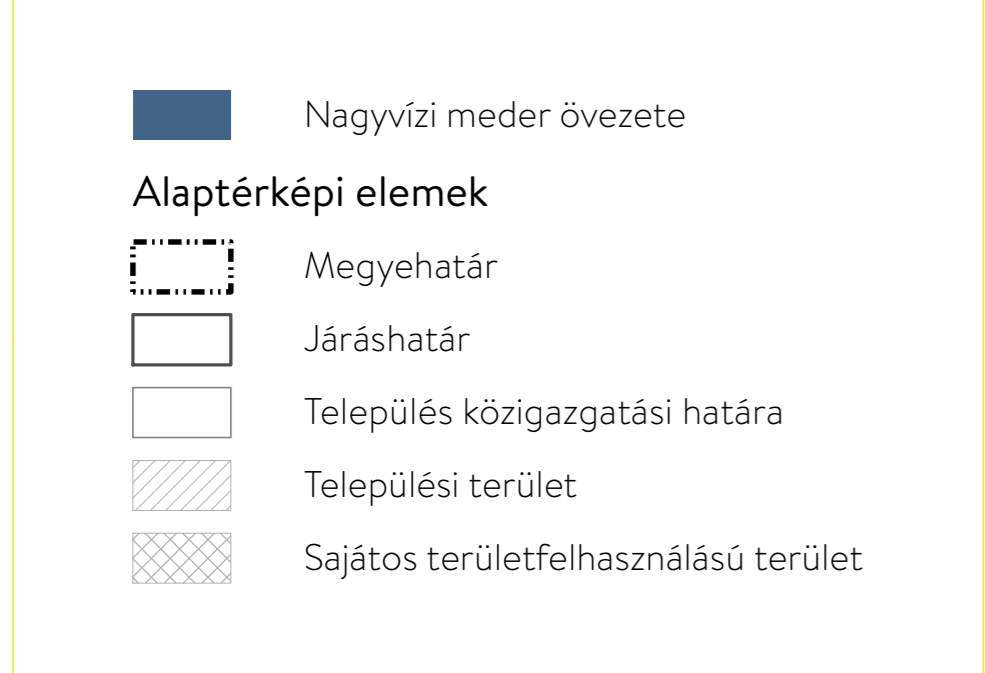 Nagyvízi meder övezete
Alaptérképi elemek
Megyehatár
Járáshatár
Település közigazgatási határa
Települési terület
Sajátos területfelhasználású terület